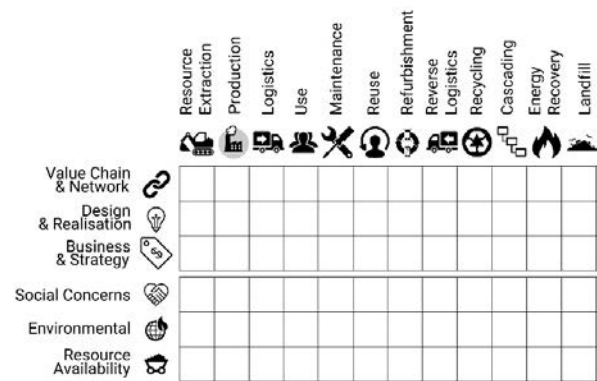 Resource
Extraction
Production
Logistics
Use
Maintenance
Reuse
Refurbishment
Reverse
Logistics
Recycling
Cascading
Energy
Recovery
Landfill
Value Chain
& Network
Design
& Realisation
Business
& Strategy
Social Concerns
Environmental
Resource
Availability